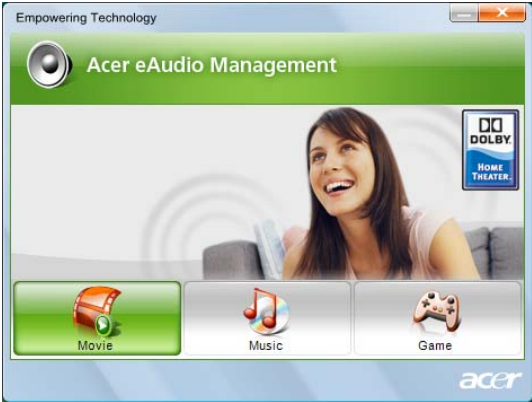 Empowering Technology
Acer eAudio Management
DOLBY
HOME
THEATER
Movie
Music
Game
acer